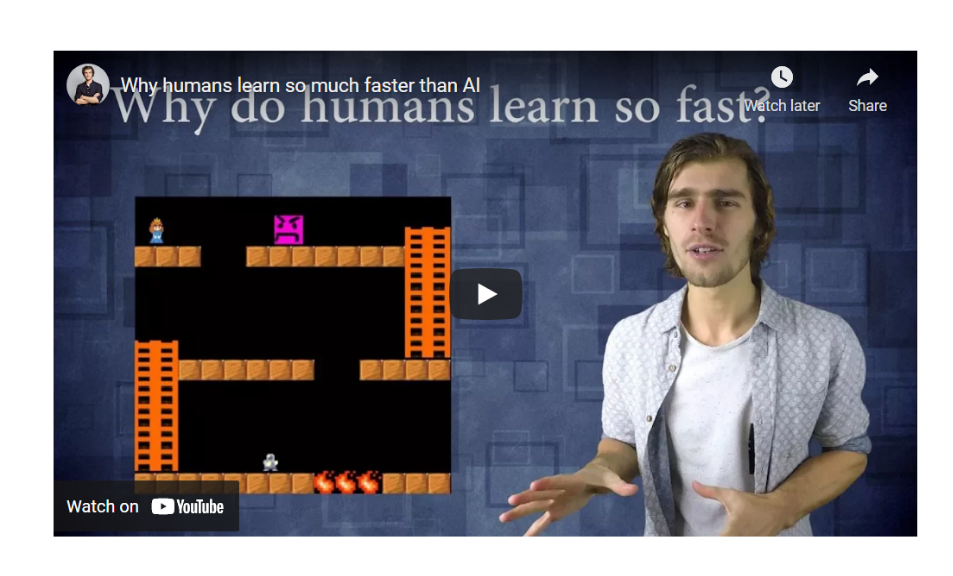 Why humans learn so much faster than AI
Why do humans learn so fast?
Watch later
Share
Watch on YouTube